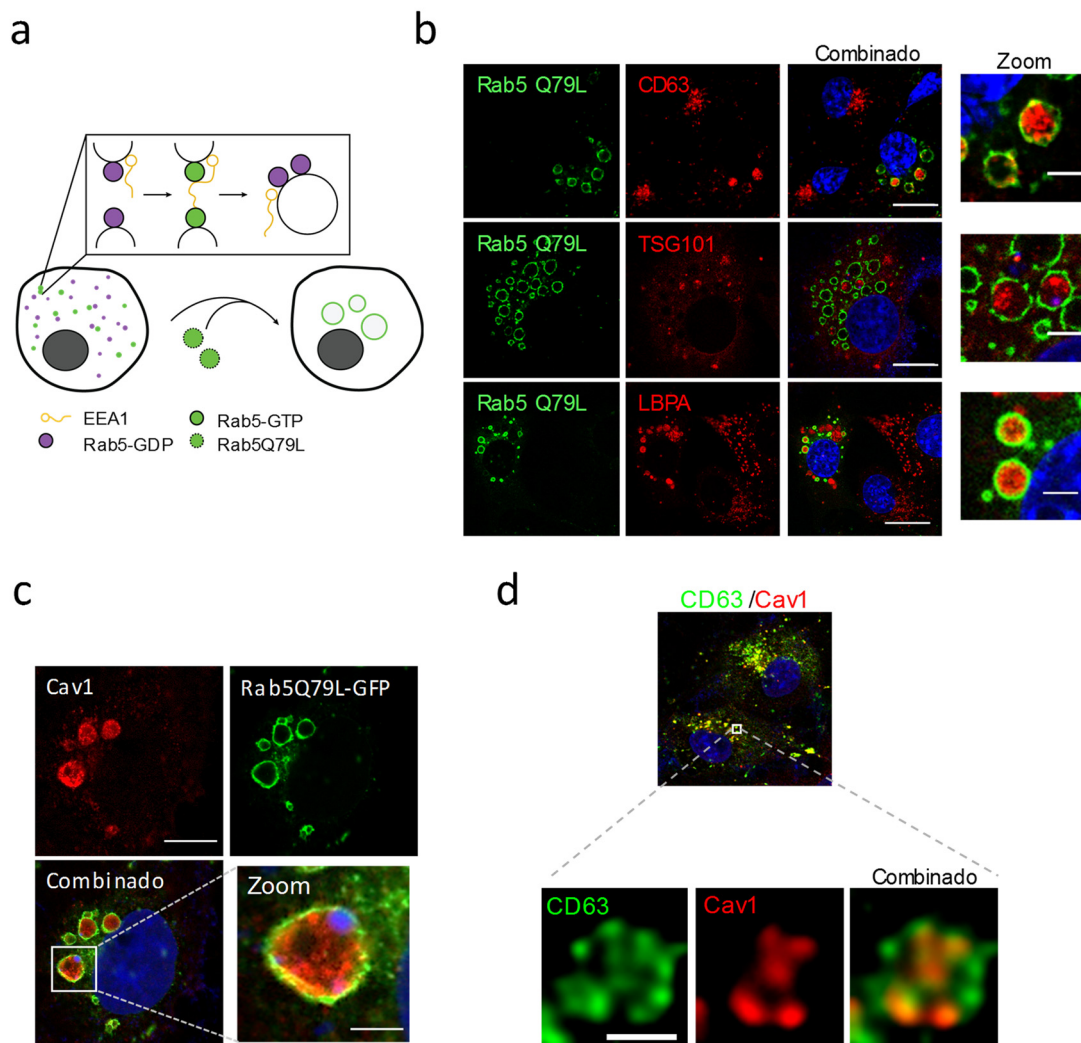 a
EEA1
Rab5-GTP
Rab5-GDP
Rab5Q79L
b
Combinado
Zoom
Rab5 Q79L
CD63
Rab5 Q79L
TSG101
Rab5 Q79L
LBPA
c
Cav1
Rab5Q79L-GFP
Combinado
Zoom
d
CD63 /Cav1
Combinado
CD63
Cav1